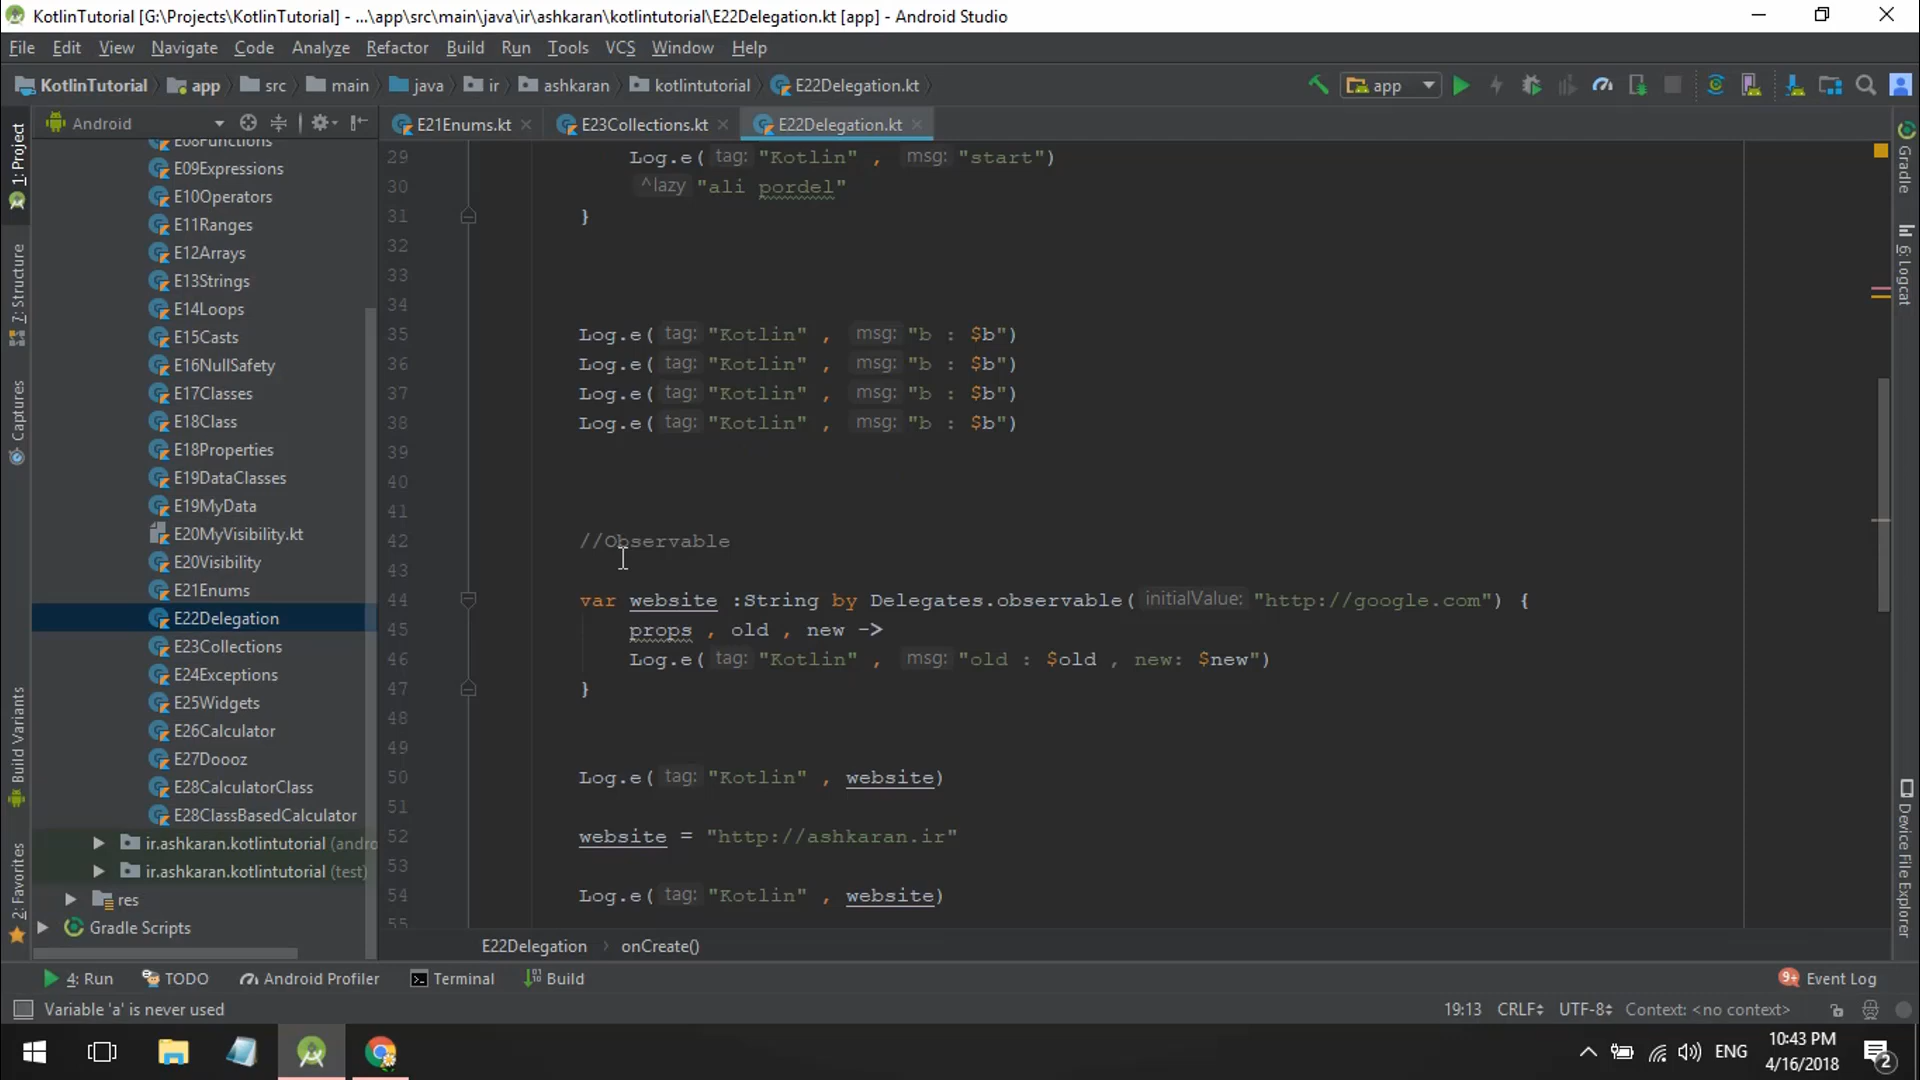 KotlinTutorial [G:\Projects\KotlinTutorial] - ...\app\src\main\java\ir\ashkaran\kotlintutorial\E22Delegation.kt [app] - Android Studio
File Edit View Navigate Code Analyze Refactor Build Run Tools VCS Window Help
KotlinTutorial app src main java ir ashkaran kotlintutorial E22Delegation.kt
app
1: Project
7: Structure
Captures
Build Variants
2: Favorites
Android
E08Functions
E09Expressions
E10Operators
E11Ranges
E12Arrays
E13Strings
E14Loops
E15Casts
E16NullSafety
E17Classes
E18Class
E18Properties
E19DataClasses
E19MyData
E20MyVisibility.kt
E20Visibility
E21Enums
E22Delegation
E23Collections
E24Exceptions
E25Widgets
E26Calculator
E27Doooz
E28CalculatorClass
E28ClassBasedCalculator
ir.ashkaran.kotlintutorial (andro
ir.ashkaran.kotlintutorial (test)
res
Gradle Scripts
E21Enums.kt E23Collections.kt E22Delegation.kt
29 Log.e( tag: "Kotlin" , msg: "start")
30 ^lazy "ali pordel"
31 }
32
33
34
35 Log.e( tag: "Kotlin" , msg: "b : $b")
36 Log.e( tag: "Kotlin" , msg: "b : $b")
37 Log.e( tag: "Kotlin" , msg: "b : $b")
38 Log.e( tag: "Kotlin" , msg: "b : $b")
39
40
41
42 //Observable
43
44 var website :String by Delegates.observable( initialValue: "http://google.com") {
45 props , old , new ->
46 Log.e( tag: "Kotlin" , msg: "old : $old , new: $new")
47 }
48
49
50 Log.e( tag: "Kotlin" , website)
51
52 website = "http://ashkaran.ir"
53
54 Log.e( tag: "Kotlin" , website)
55
E22Delegation onCreate()
Gradle
6: Logcat
Device File Explorer
4: Run TODO Android Profiler Terminal Build
9+ Event Log
Variable 'a' is never used
19:13 CRLF UTF-8 Context: <no context>
ENG
10:43 PM
4/16/2018
2